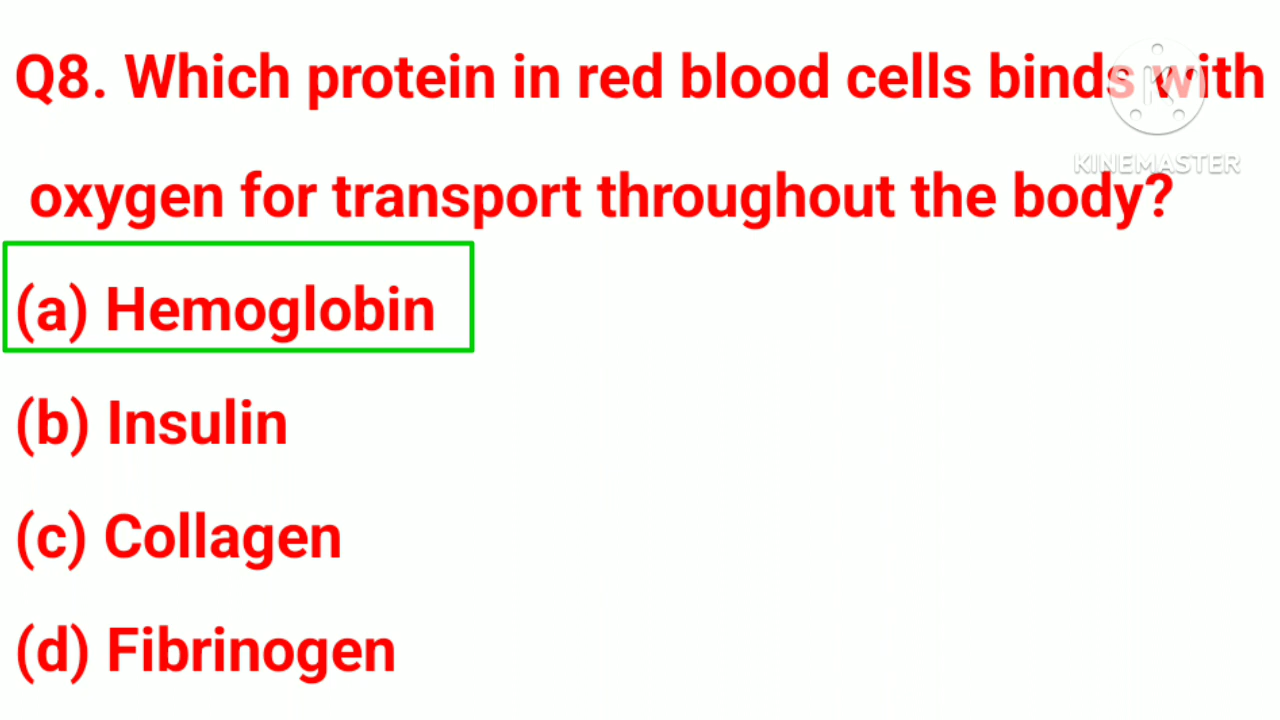 Q8. Which protein in red blood cells binds with
oxygen for transport throughout the body?
(a) Hemoglobin
(b) Insulin
(c) Collagen
(d) Fibrinogen
K
KINEMASTER